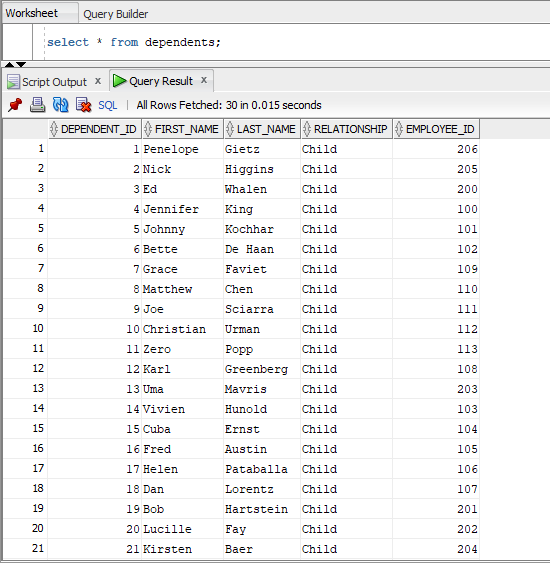 Worksheet Query Builder
select * from dependents;
Script Output x Query Result x
SQL | All Rows Fetched: 30 in 0.015 seconds
DEPENDENT_ID FIRST_NAME LAST_NAME RELATIONSHIP EMPLOYEE_ID
1 1 Penelope Gietz Child 206
2 2 Nick Higgins Child 205
3 3 Ed Whalen Child 200
4 4 Jennifer King Child 100
5 5 Johnny Kochhar Child 101
6 6 Bette De Haan Child 102
7 7 Grace Faviet Child 109
8 8 Matthew Chen Child 110
9 9 Joe Sciarra Child 111
10 10 Christian Urman Child 112
11 11 Zero Popp Child 113
12 12 Karl Greenberg Child 108
13 13 Uma Mavris Child 203
14 14 Vivien Hunold Child 103
15 15 Cuba Ernst Child 104
16 16 Fred Austin Child 105
17 17 Helen Pataballa Child 106
18 18 Dan Lorentz Child 107
19 19 Bob Hartstein Child 201
20 20 Lucille Fay Child 202
21 21 Kirsten Baer Child 204